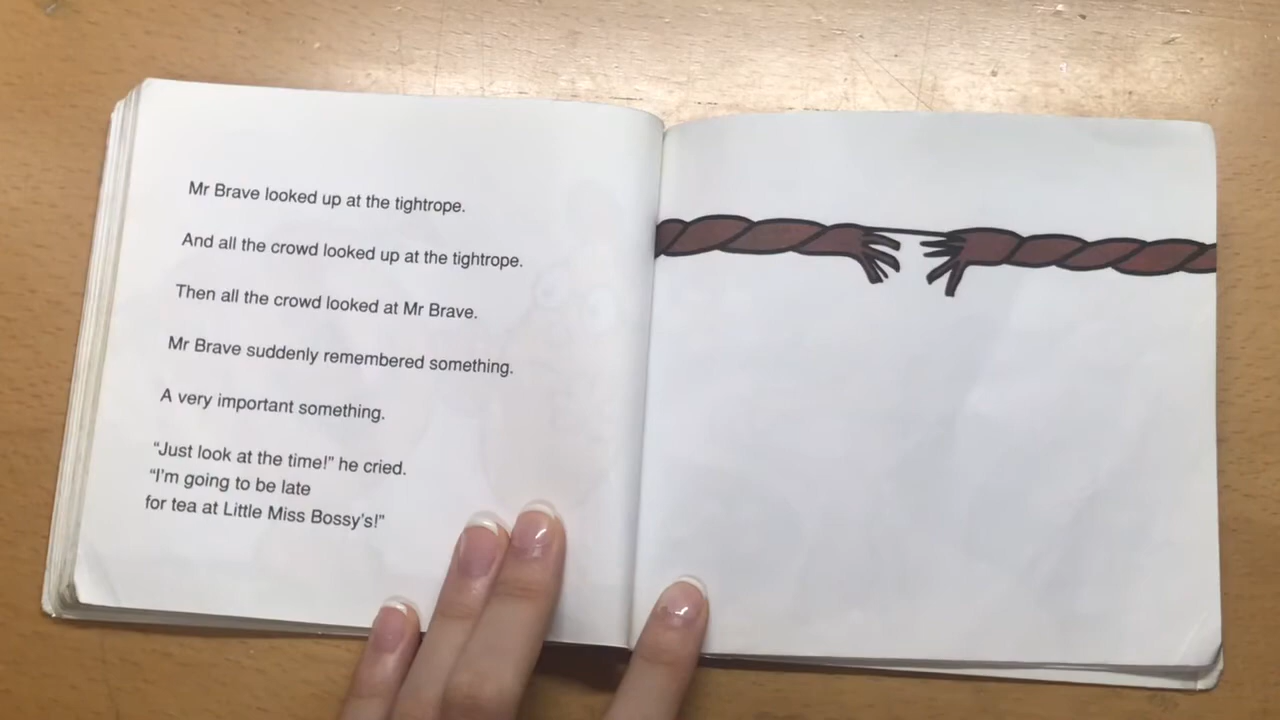 Mr Brave looked up at the tightrope.
And all the crowd looked up at the tightrope.
Then all the crowd looked at Mr Brave.
Mr Brave suddenly remembered something.
A very important something.
“Just look at the time!” he cried.
“I’m going to be late
for tea at Little Miss Bossy’s!”